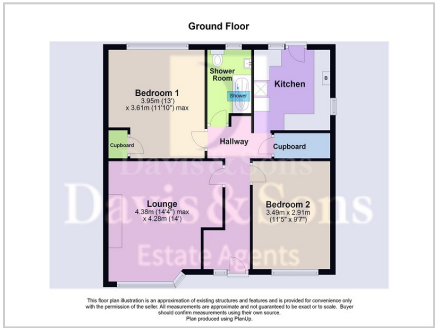 Ground Floor
Bedroom 1
3.95m (13')
x 3.61m (11'10") max
Shower
Room
Shower
Kitchen
B
Cupboard
Hallway
Cupboard
Davis & Sons
Lounge
4.38m (14'4") max
x 4.28m (14')
Bedroom 2
3.49m x 2.91m
(11'5" x 9'7")
Davis & Sons
Estate Agents
This floor plan illustration is an approximation of existing structures and features and is provided for convenience only
with the permission of the seller. All measurements are approximate and not guaranteed to be exact or to scale. Buyer
should confirm measurements using their own source.
Plan produced using PlanUp.